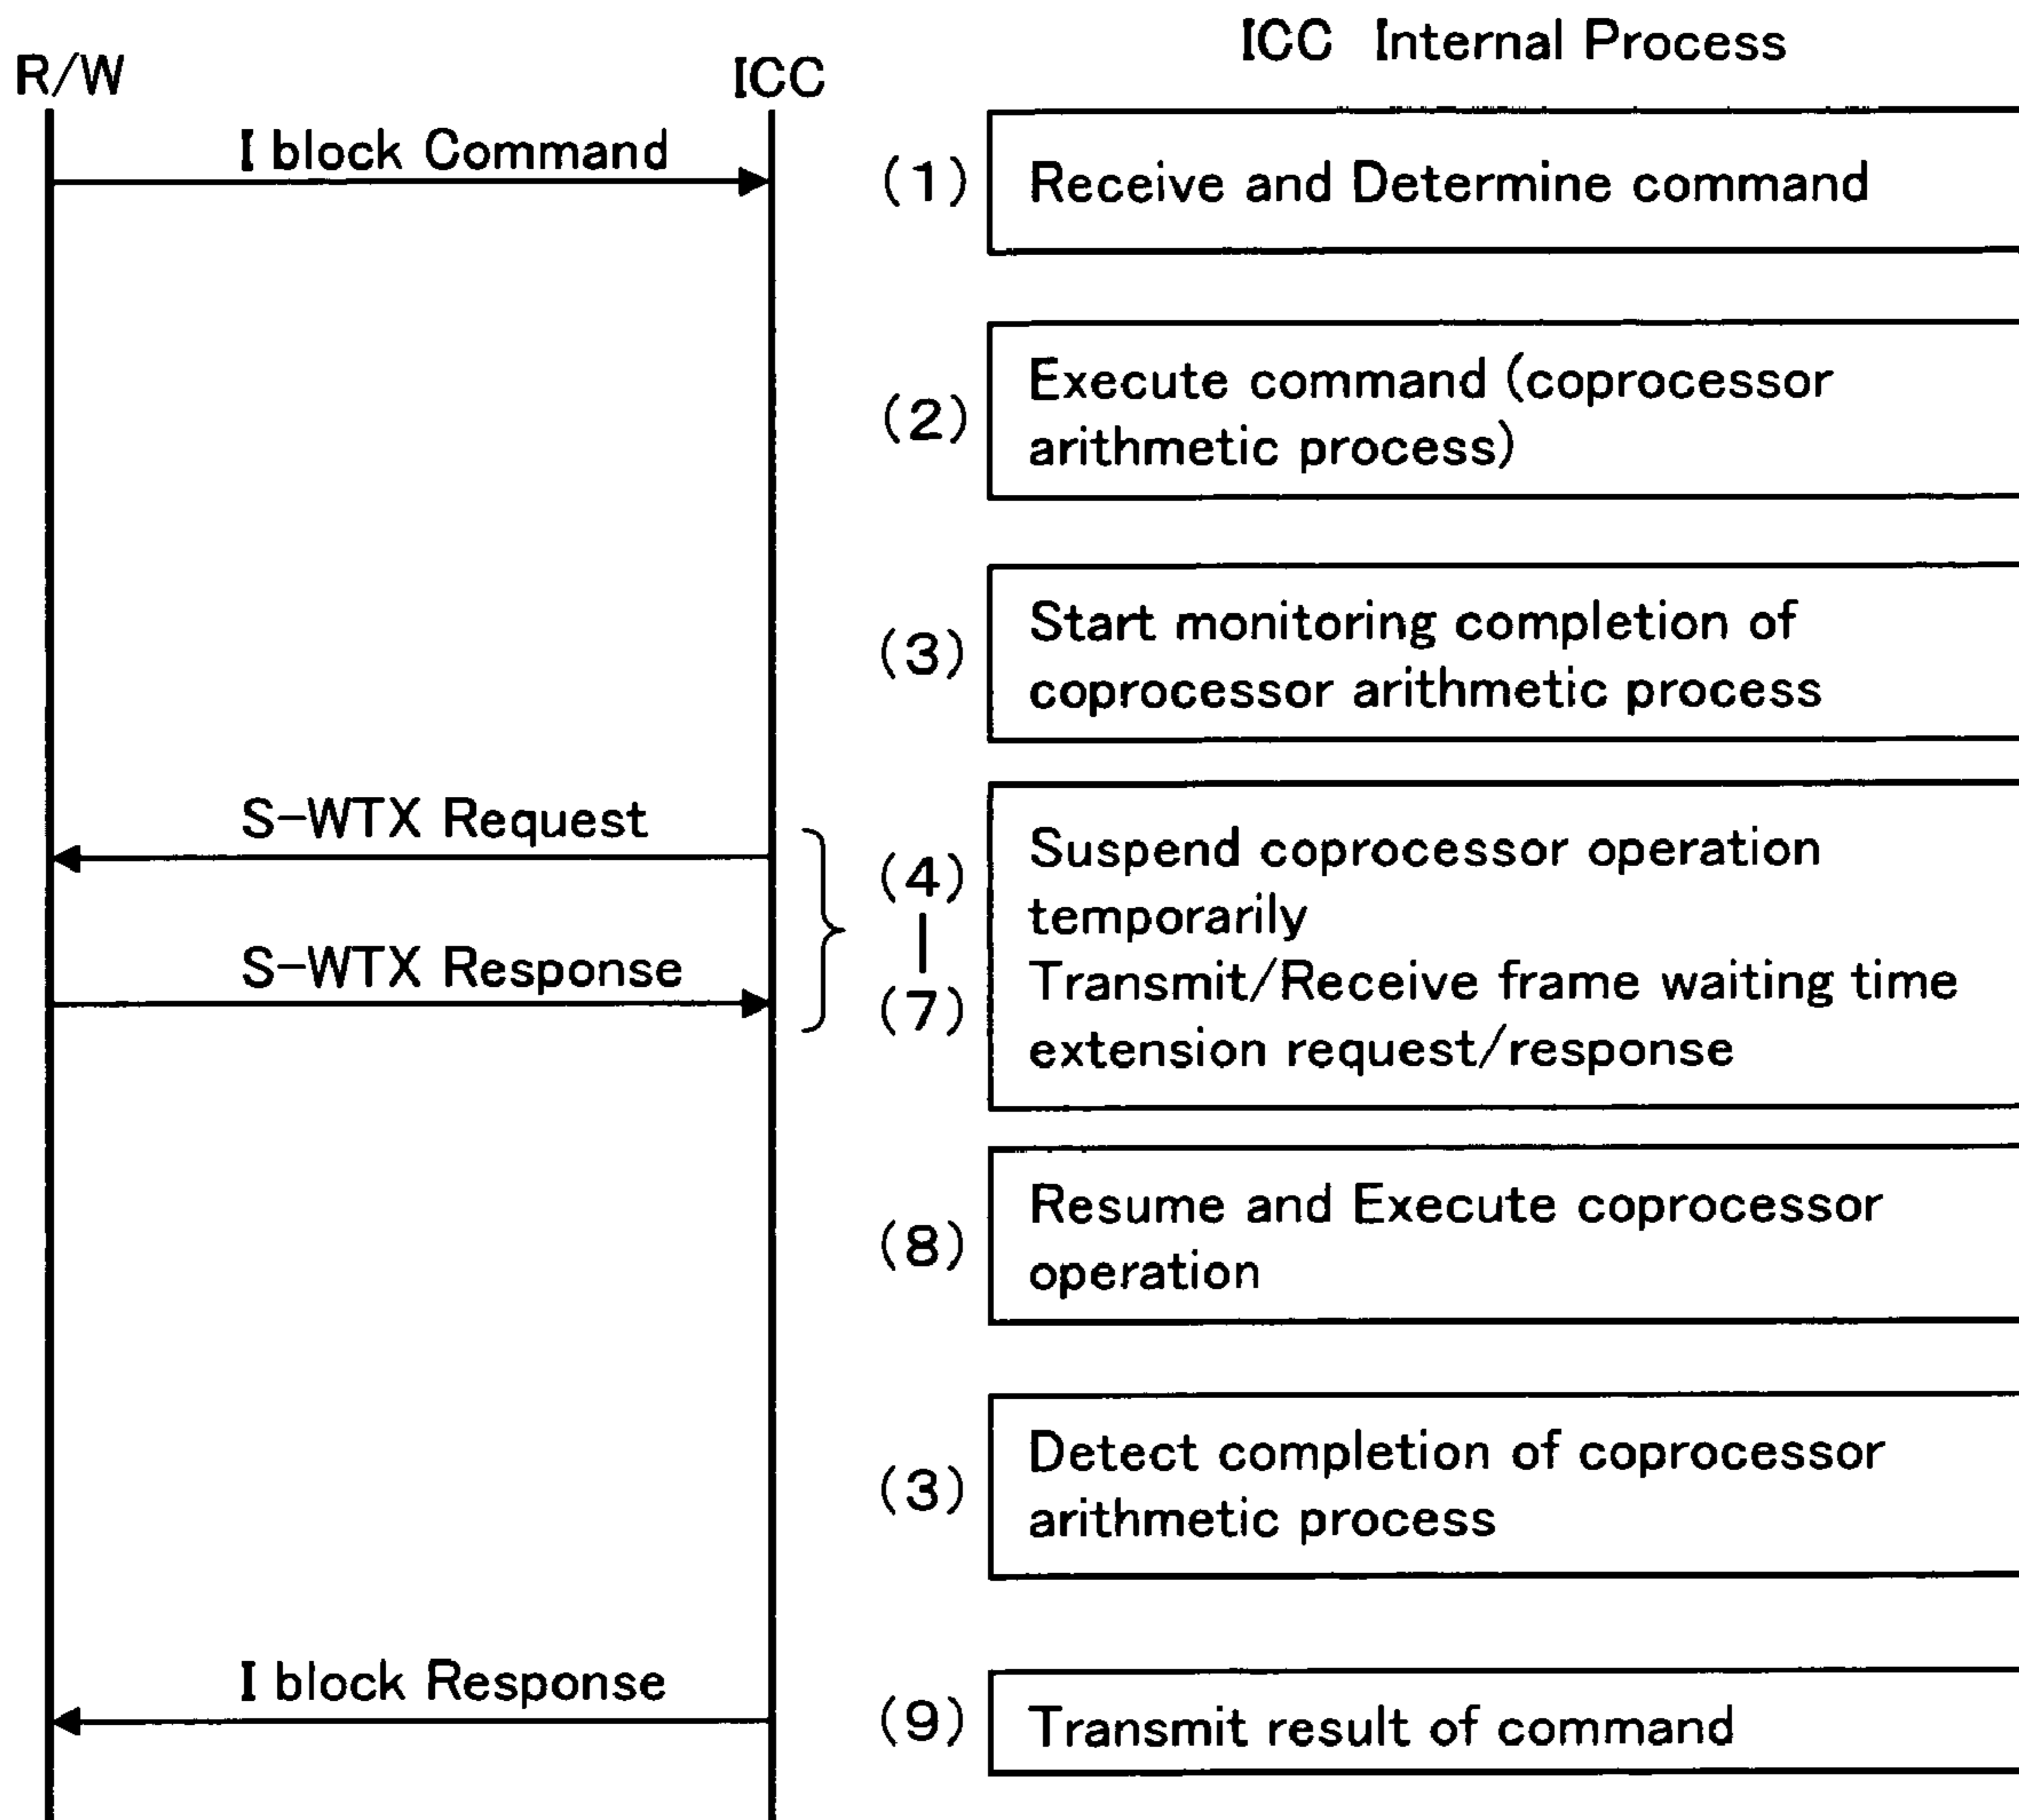 ICC Internal Process
R/W
ICC
I block Command
(1)
Receive and Determine command
(2)
Execute command (coprocessor
arithmetic process)
(3)
Start monitoring completion of
coprocessor arithmetic process
S-WTX Request
S-WTX Response
(4)
|
(7)
Suspend coprocessor operation
temporarily
Transmit/Receive frame waiting time
extension request/response
(8)
Resume and Execute coprocessor
operation
(3)
Detect completion of coprocessor
arithmetic process
I block Response
(9)
Transmit result of command